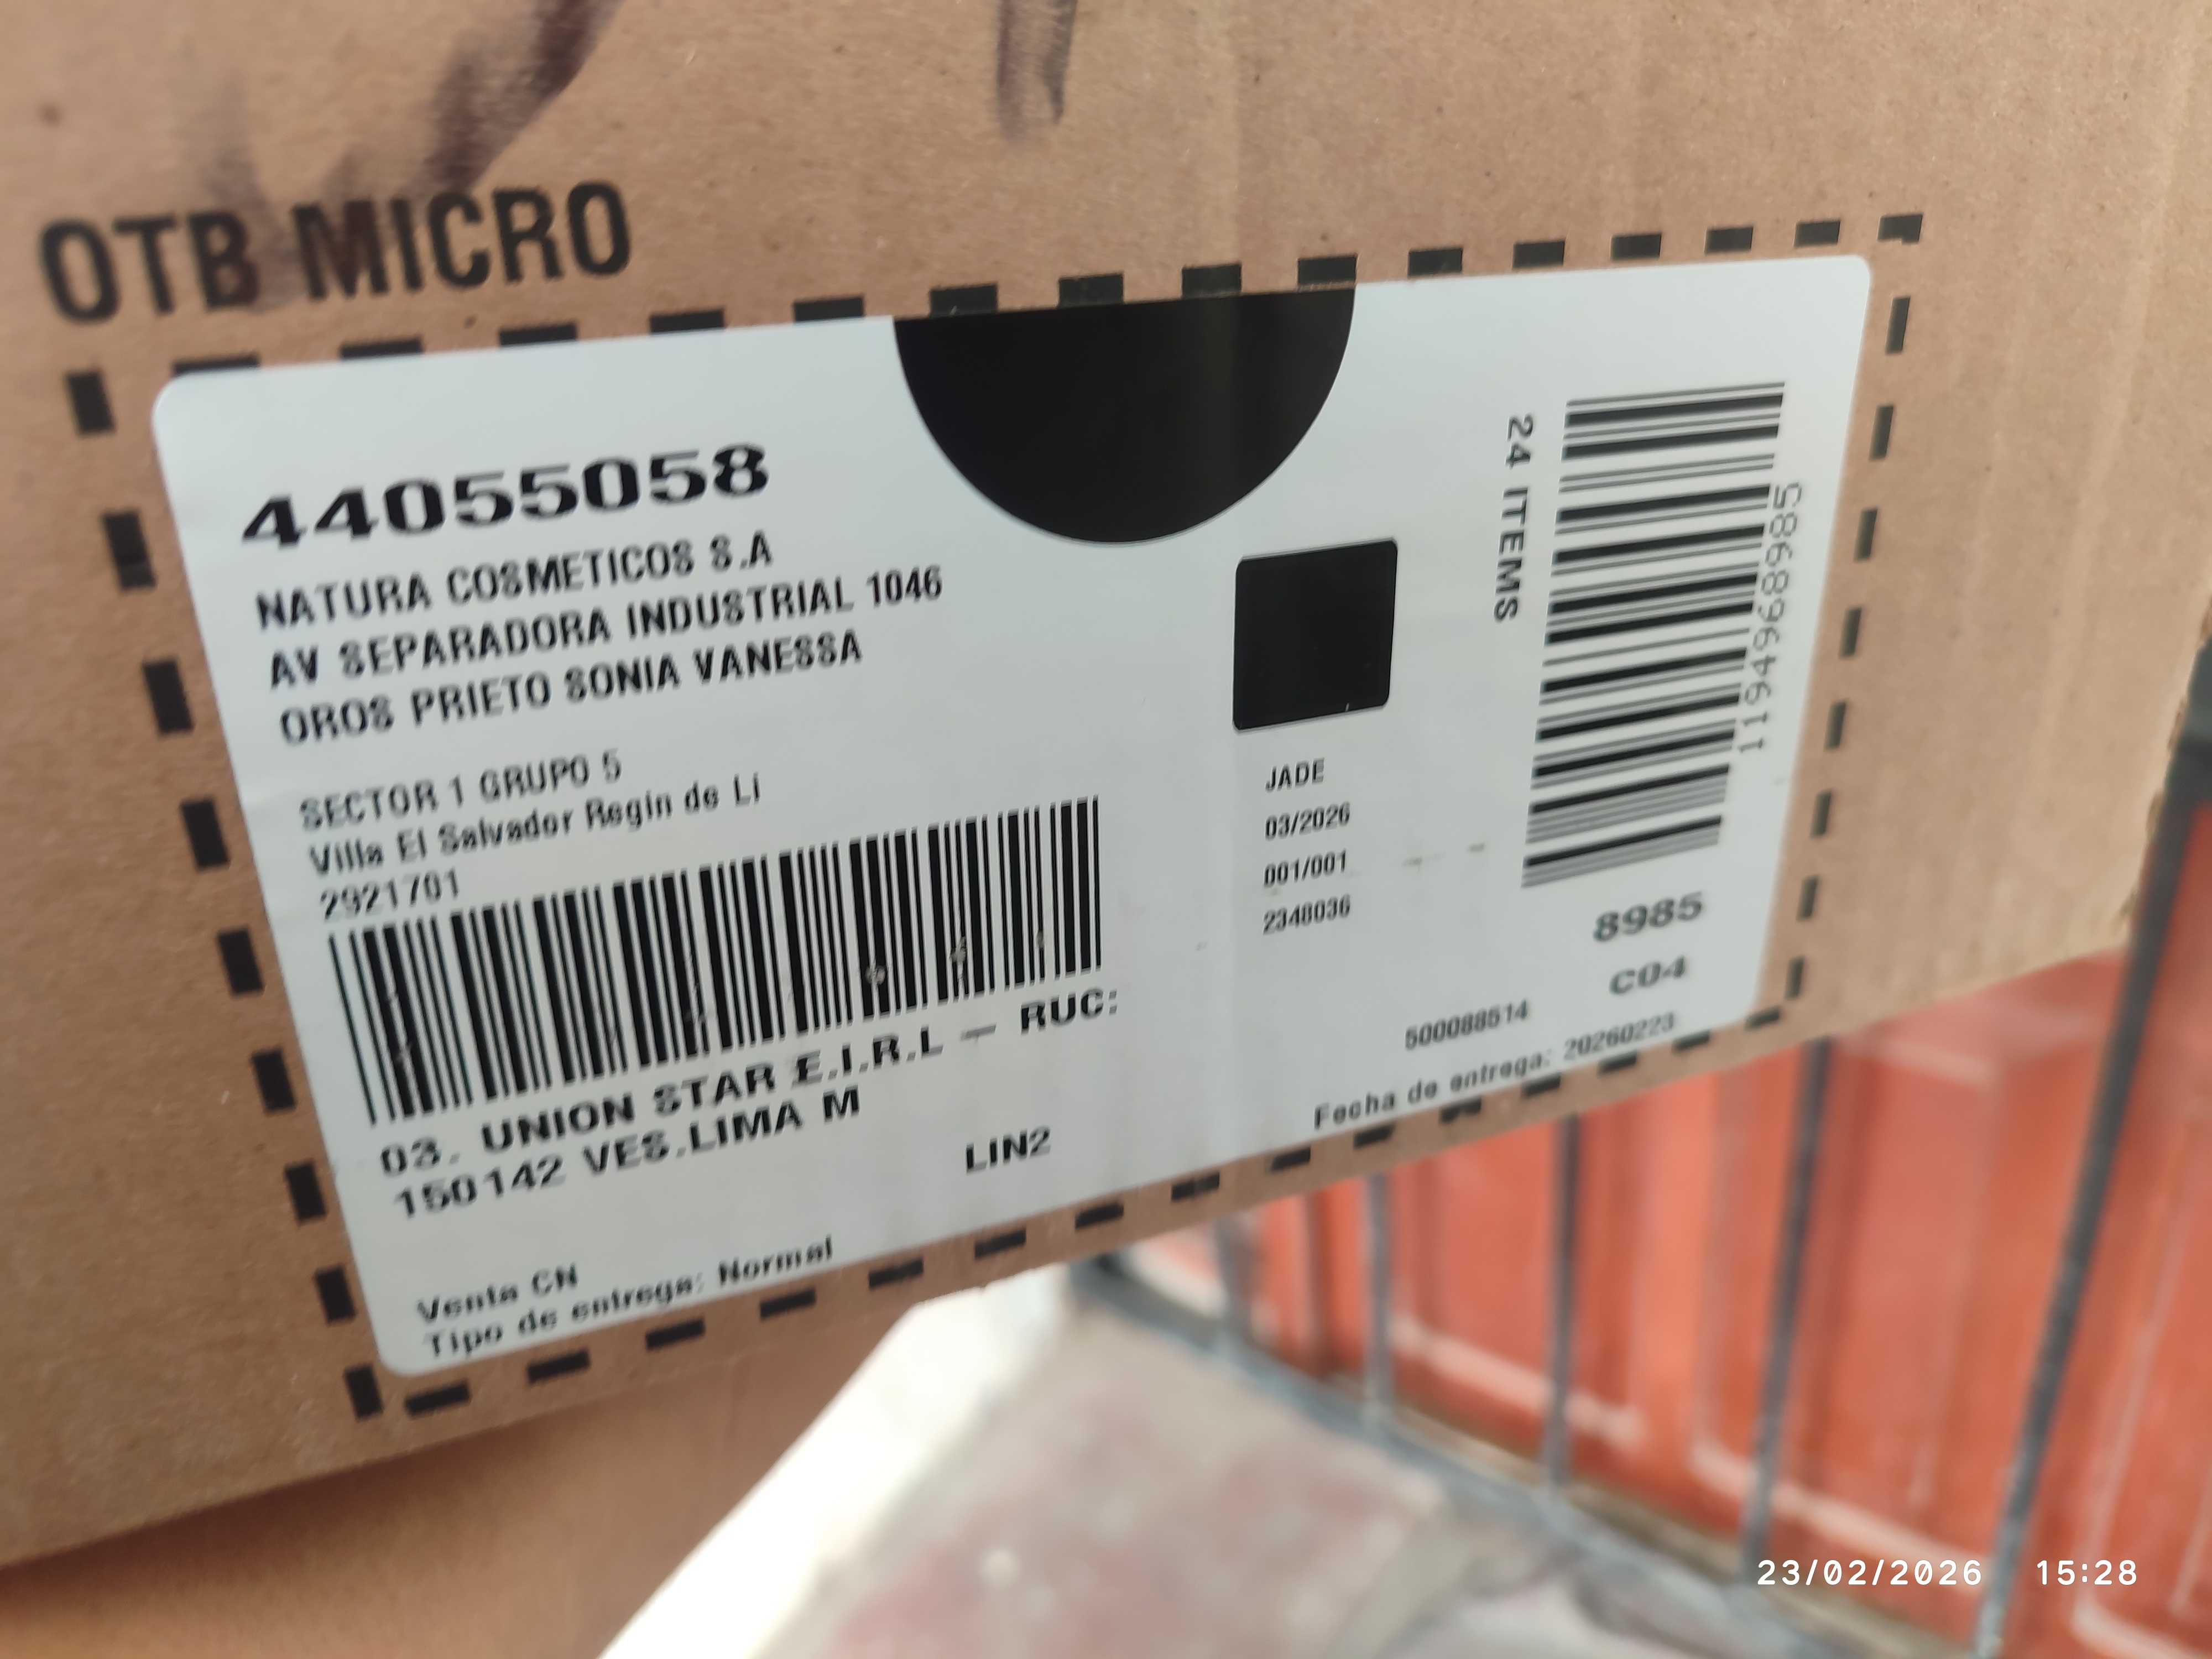 OTB MICRO
44055058
NATURA COSMETICOS S.A
AV SEPARADORA INDUSTRIAL 1046
OROS PRIETO SONIA VANESSA
SECTOR 1 GRUPO 5
Villa El Salvador Regin de Li
2921701
03. UNION STAR E.I.R.L – RUC:
150142 VES.LIMA M
LIN2
Venta CN
Tipo de entrega: Normal
JADE
03/2026
001/001
2348036
24 ITEMS
1194968985
8985
C04
500088514
Fecha de entrega: 20260223
23/02/2026 15:28